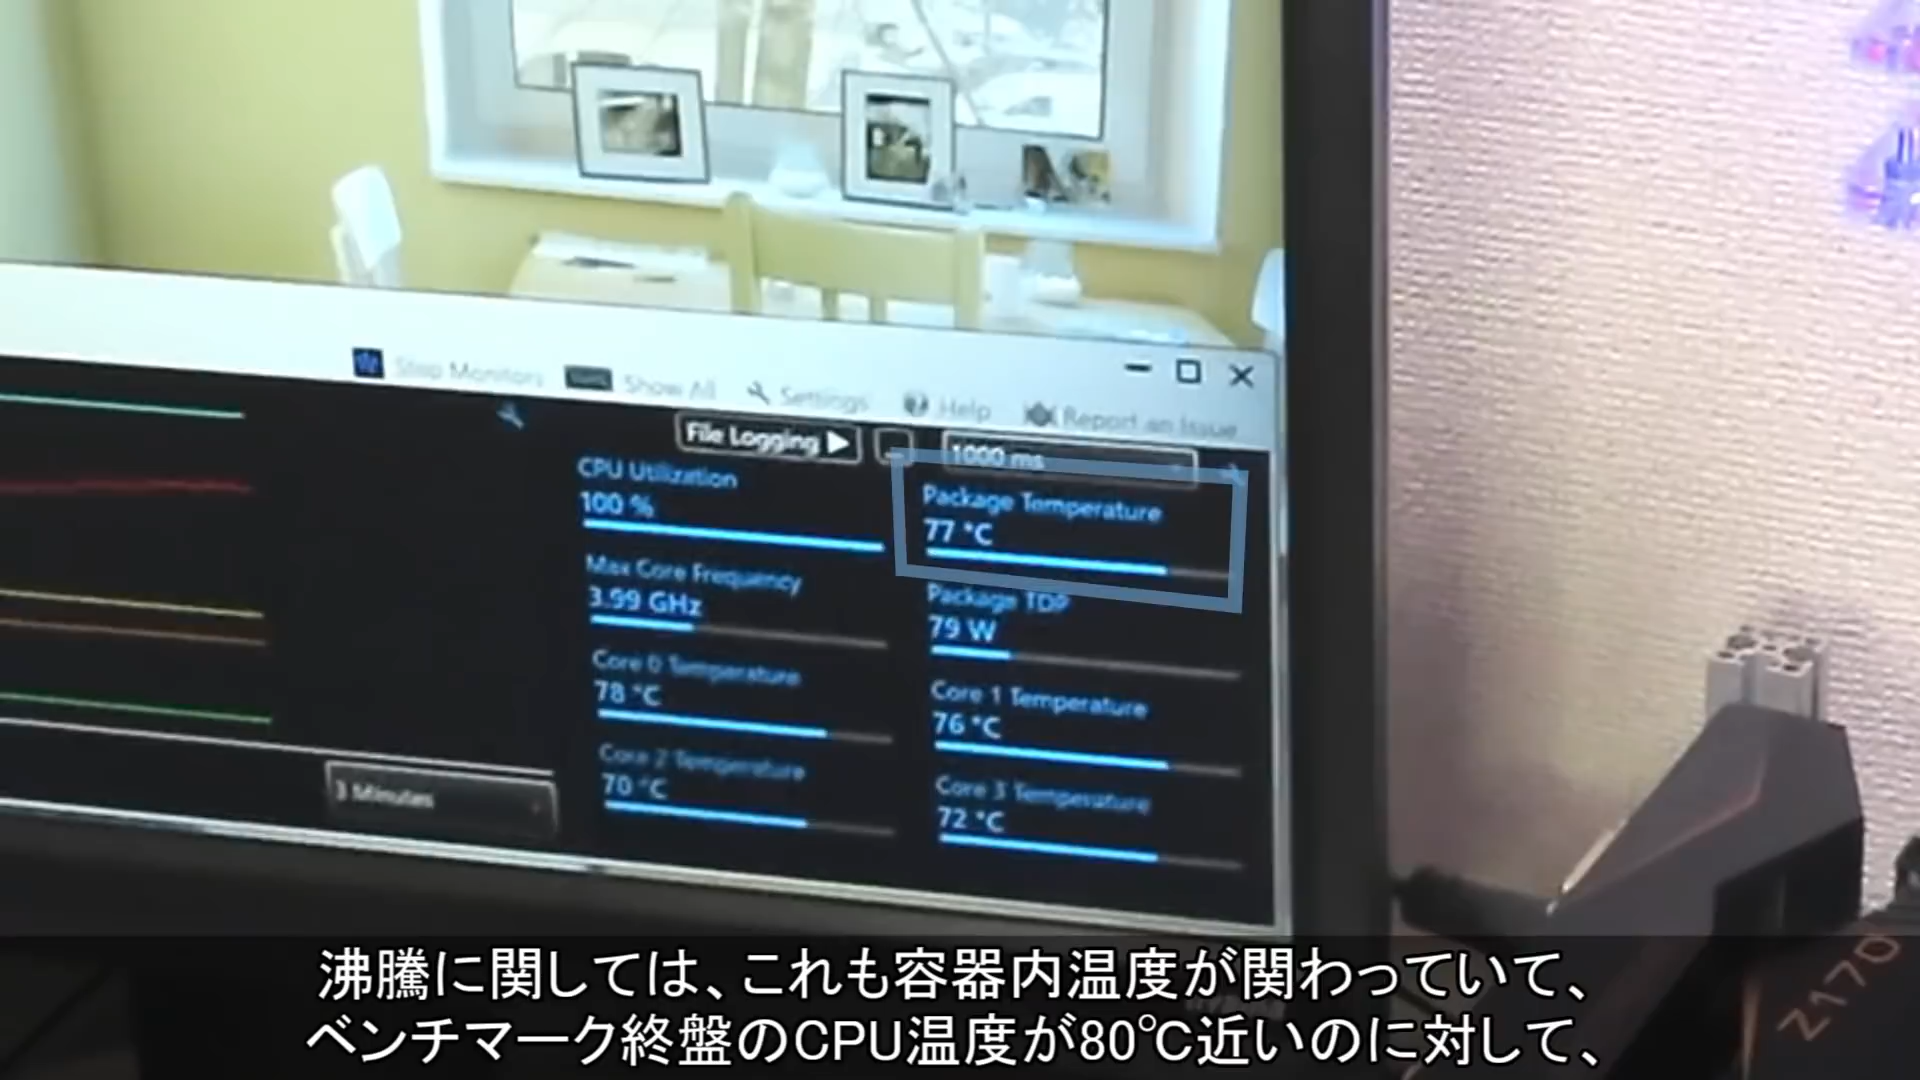 Stop Monitors
Show All
Settings
Help
Report an Issue
File Logging ▶
...
1000 ms
CPU Utilization
100 %
Package Temperature
77 °C
Max Core Frequency
3.99 GHz
Package TDP
79 W
Core 0 Temperature
78 °C
Core 1 Temperature
76 °C
Core 2 Temperature
70 °C
Core 3 Temperature
72 °C
3 Minutes
Z170
沸騰に関しては、これも容器内温度が関わっていて、
ベンチマーク終盤のCPU温度が80℃近いのに対して、